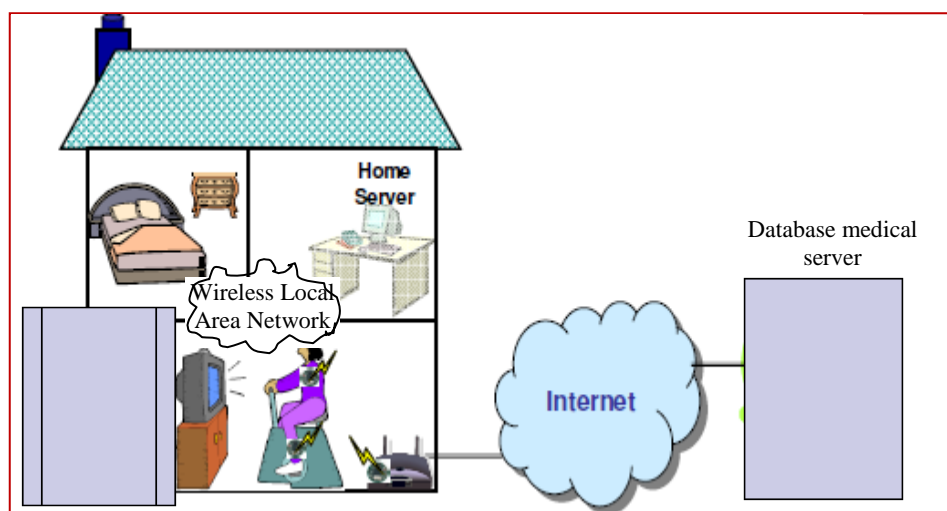 Home
Server
Database medical
server
Wireless Local
Area Network
Internet